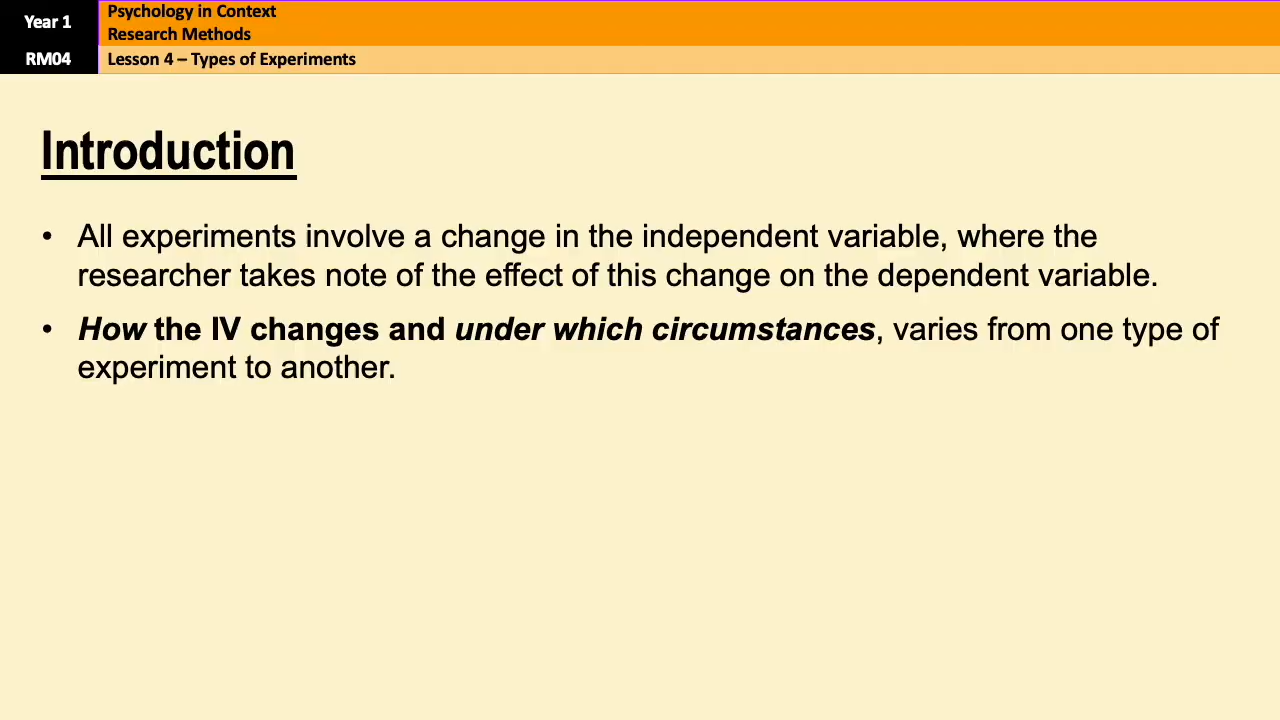 Year 1
Psychology in Context
Research Methods
RM04
Lesson 4 – Types of Experiments
Introduction
• All experiments involve a change in the independent variable, where the
researcher takes note of the effect of this change on the dependent variable.
• How the IV changes and under which circumstances, varies from one type of
experiment to another.